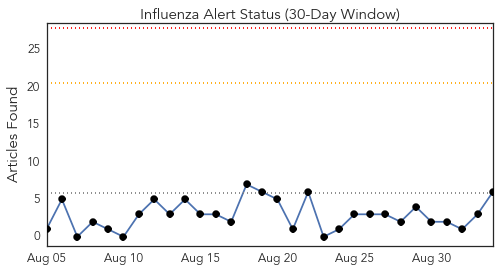 Influenza Alert Status (30-Day Window)
Articles Found
25
20
15
10
5
0
Aug 05
Aug 10
Aug 15
Aug 20
Aug 25
Aug 30